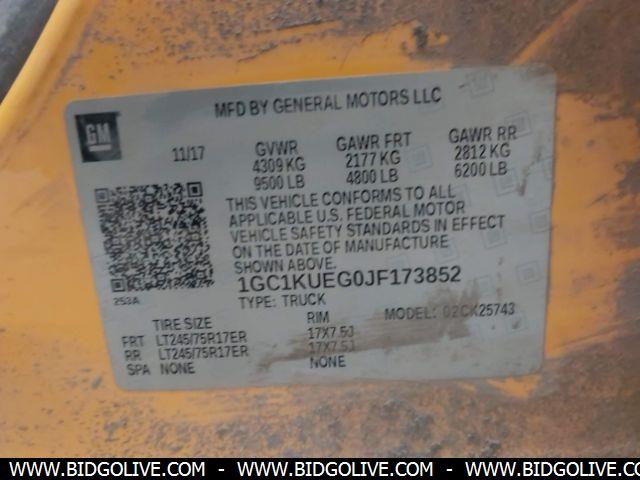 MFD BY GENERAL MOTORS LLC
GM
11/17 GVWR GAWR FRT GAWR RR
4309 KG 2177 KG 2812 KG
9500 LB 4800 LB 6200 LB
THIS VEHICLE CONFORMS TO ALL
APPLICABLE U.S. FEDERAL MOTOR
VEHICLE SAFETY STANDARDS IN EFFECT
ON THE DATE OF MANUFACTURE
SHOWN ABOVE.
253A
1GC1KUEG0JF173852
TYPE: TRUCK MODEL: 02CK25743
TIRE SIZE RIM
FRT LT245/75R17ER 17X7.5J
RR LT245/75R17ER 17X7.5J
SPA NONE NONE
WWW.BIDGOLIVE.COM - WWW.BIDGOLIVE.COM - WWW.BIDGOLIVE.COM